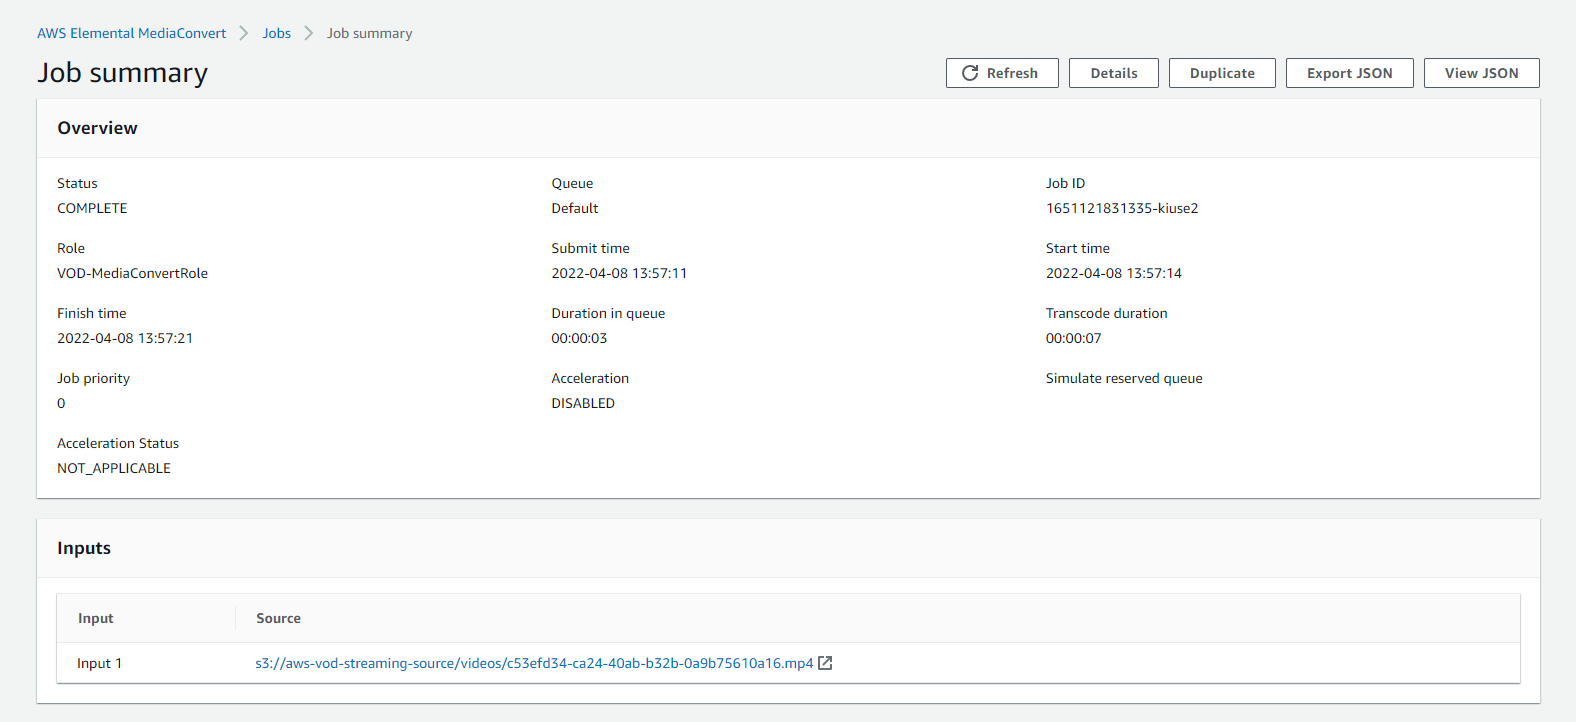 AWS Elemental MediaConvert > Jobs > Job summary
Job summary
Refresh Details Duplicate Export JSON View JSON
Overview
Status Queue Job ID
COMPLETE Default 1651121831335-kiuse2
Role Submit time Start time
VOD-MediaConvertRole 2022-04-08 13:57:11 2022-04-08 13:57:14
Finish time Duration in queue Transcode duration
2022-04-08 13:57:21 00:00:03 00:00:07
Job priority Acceleration Simulate reserved queue
0 DISABLED
Acceleration Status
NOT_APPLICABLE
Inputs
Input Source
Input 1 s3://aws-vod-streaming-source/videos/c53efd34-ca24-40ab-b32b-0a9b75610a16.mp4